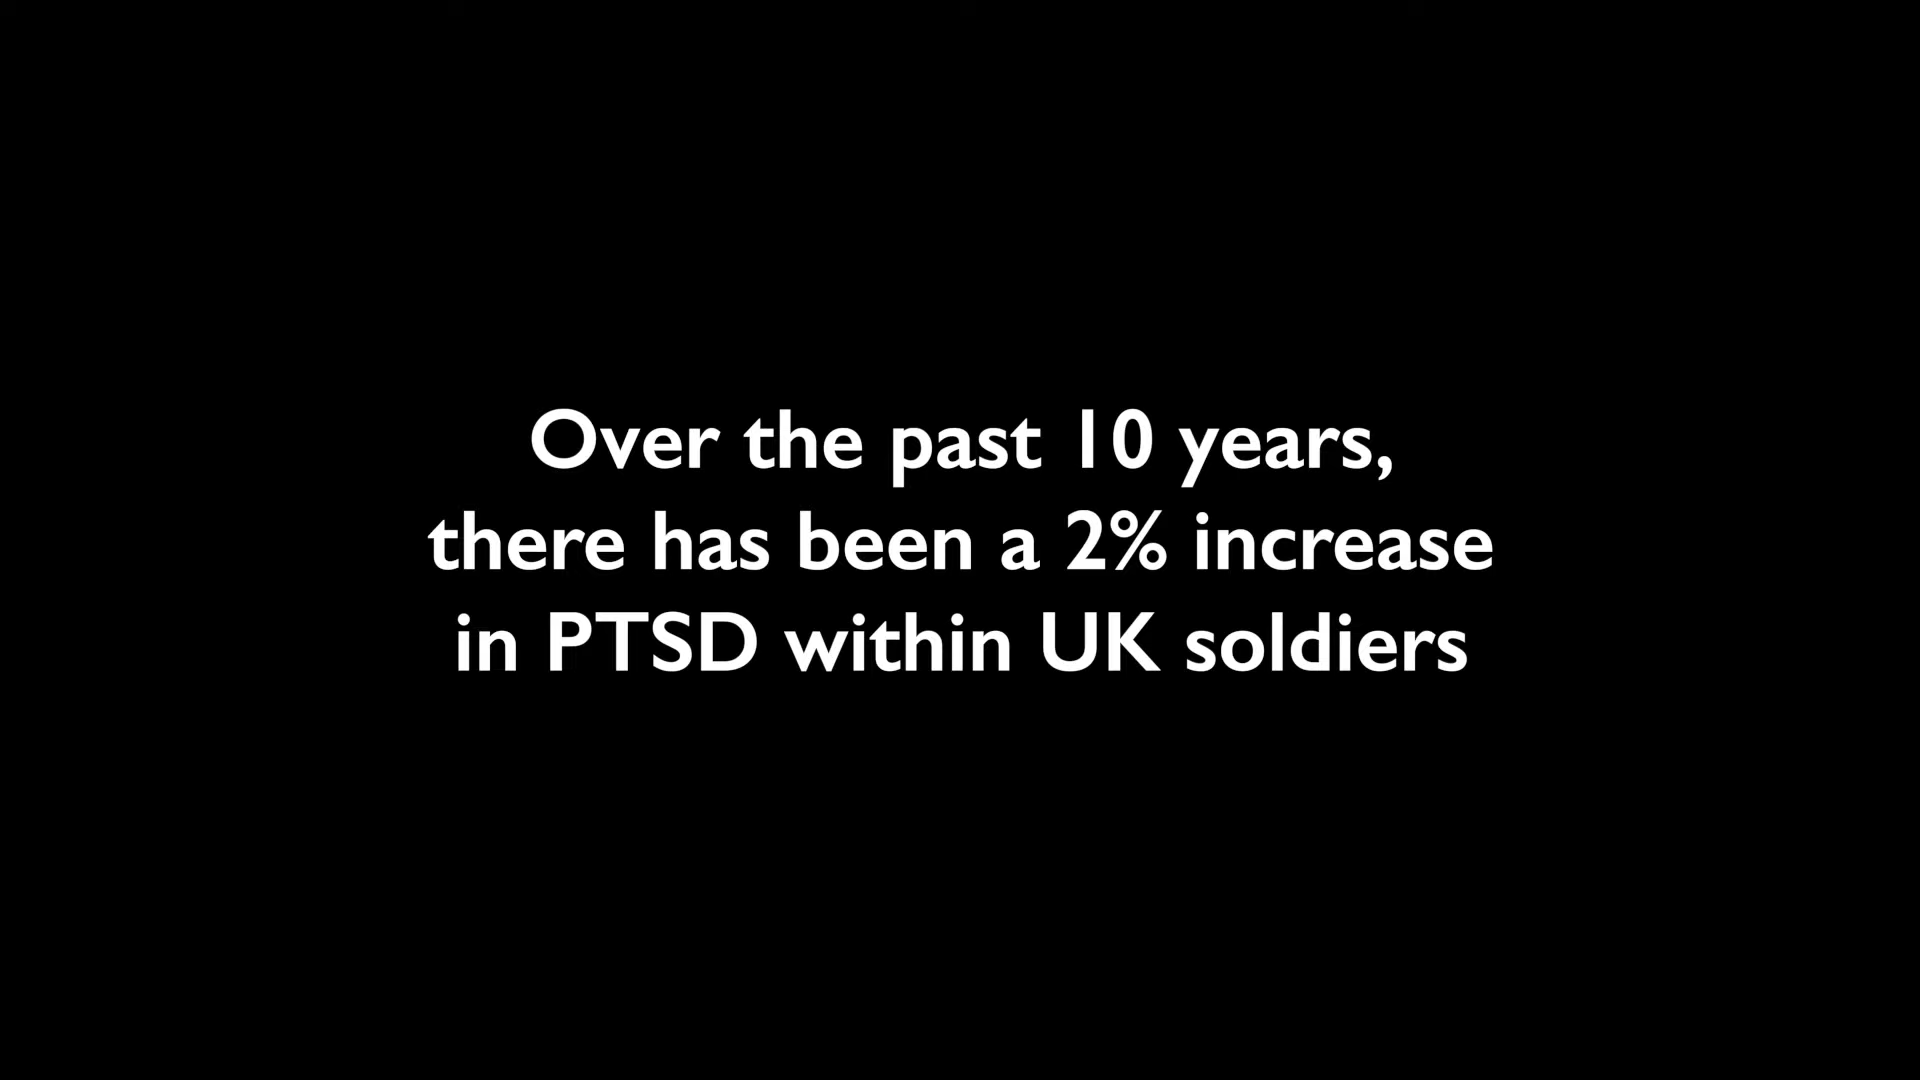 Over the past 10 years,
there has been a 2% increase
in PTSD within UK soldiers